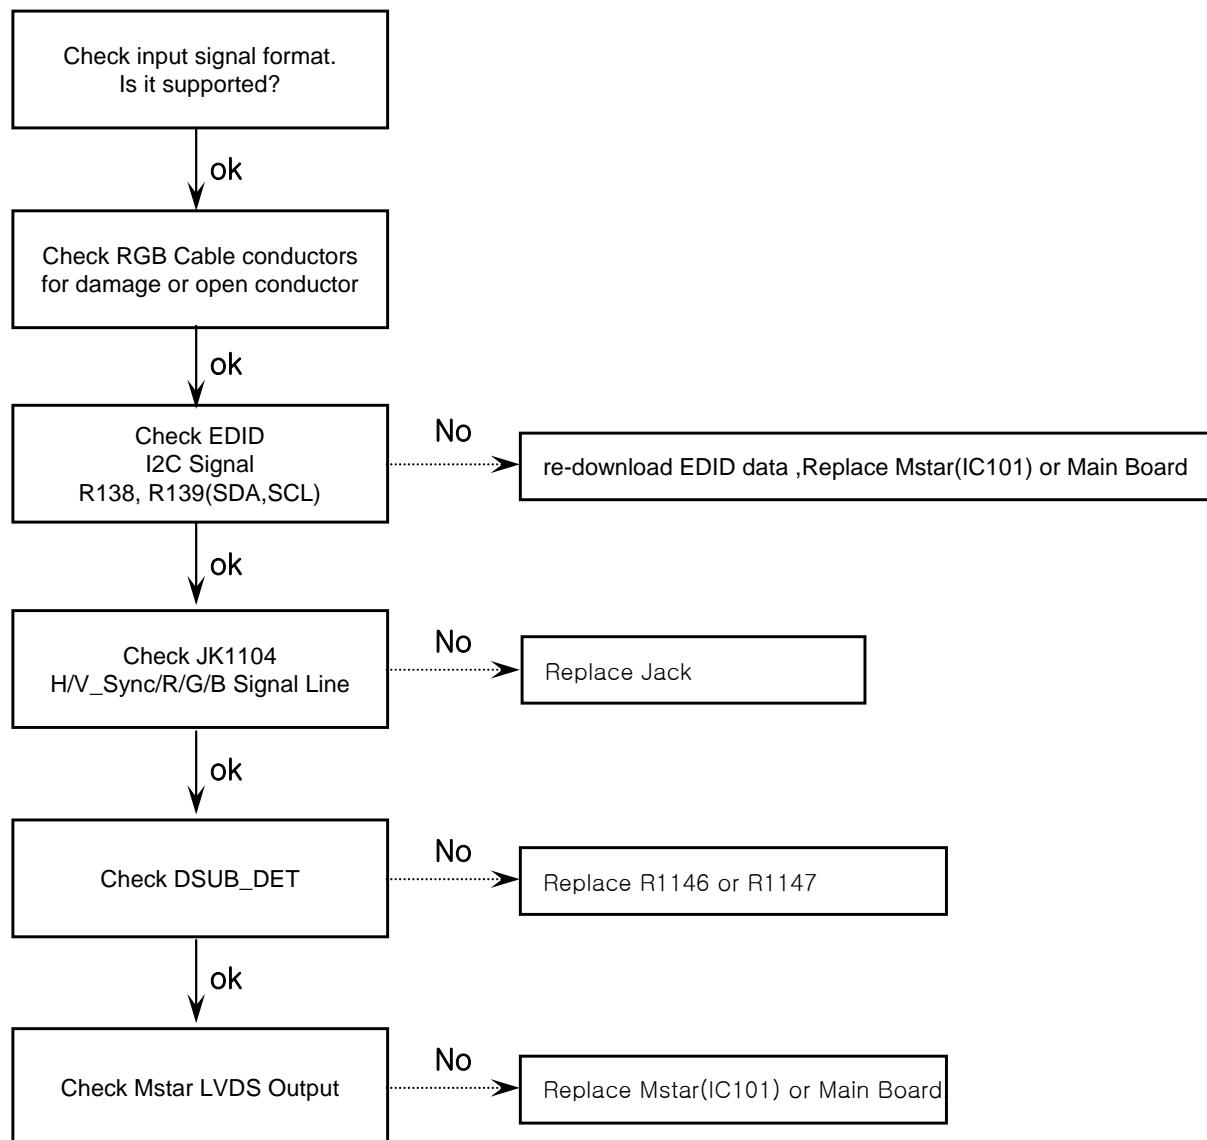 Check input signal format.
Is it supported?
ok
Check RGB Cable conductors
for damage or open conductor
ok
Check EDID
I2C Signal
R138, R139(SDA,SCL)
No
re-download EDID data ,Replace Mstar(IC101) or Main Board
ok
Check JK1104
H/V_Sync/R/G/B Signal Line
No
Replace Jack
ok
Check DSUB_DET
No
Replace R1146 or R1147
ok
Check Mstar LVDS Output
No
Replace Mstar(IC101) or Main Board